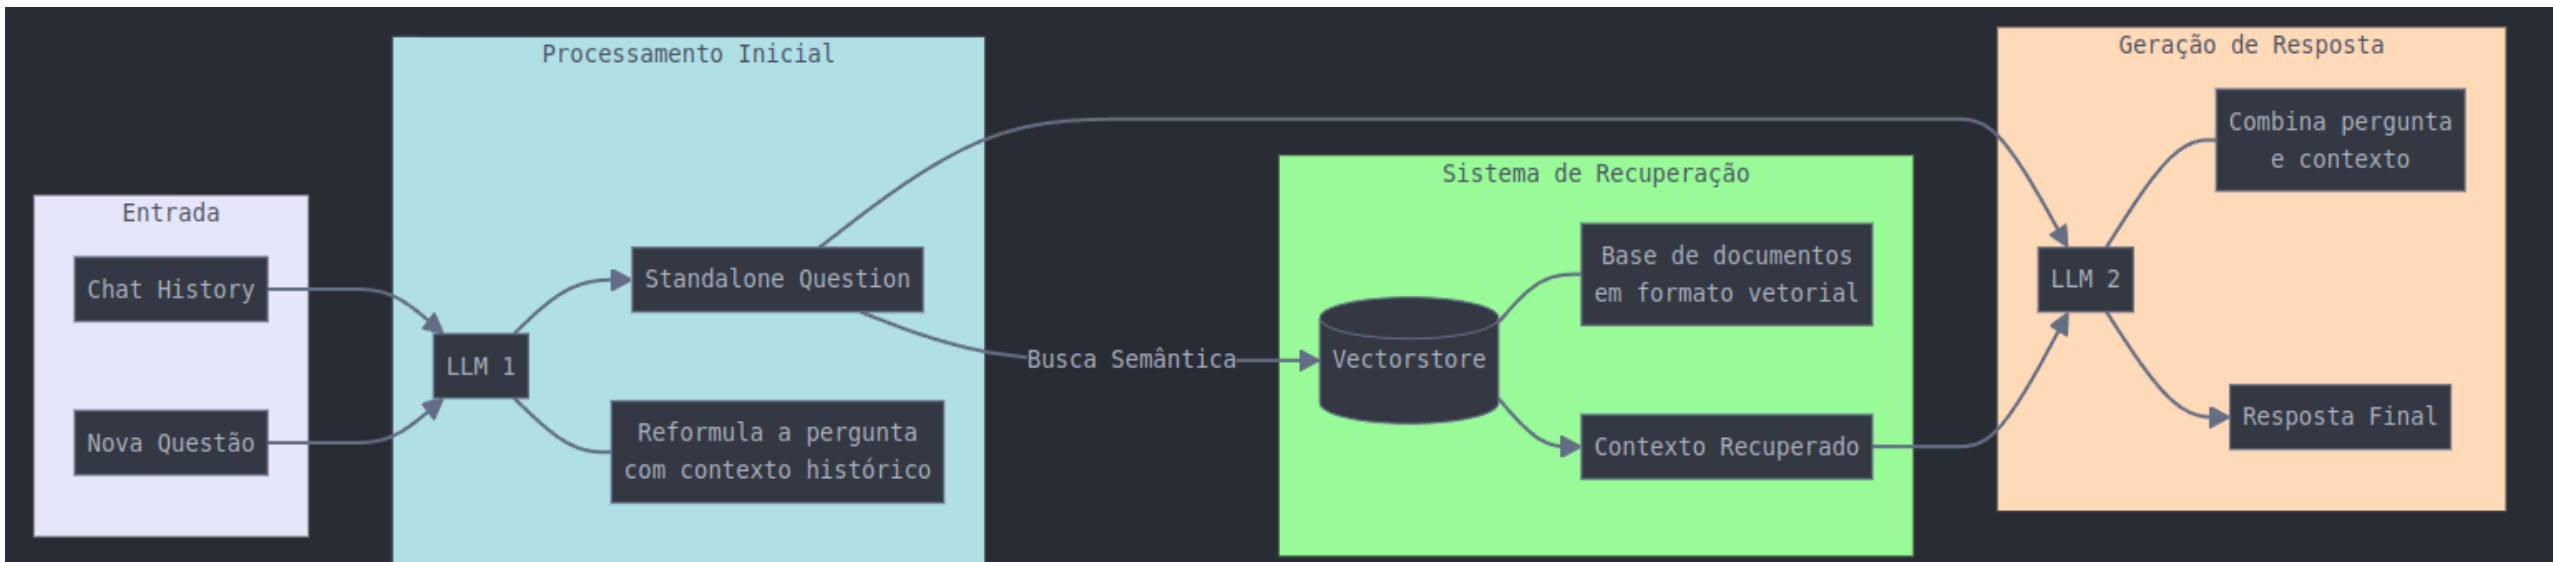 Entrada
Chat History
Nova Questão
Processamento Inicial
LLM 1
Standalone Question
Reformula a pergunta
com contexto histórico
Busca Semântica
Sistema de Recuperação
Vectorstore
Base de documentos
em formato vetorial
Contexto Recuperado
Geração de Resposta
LLM 2
Combina pergunta
e contexto
Resposta Final